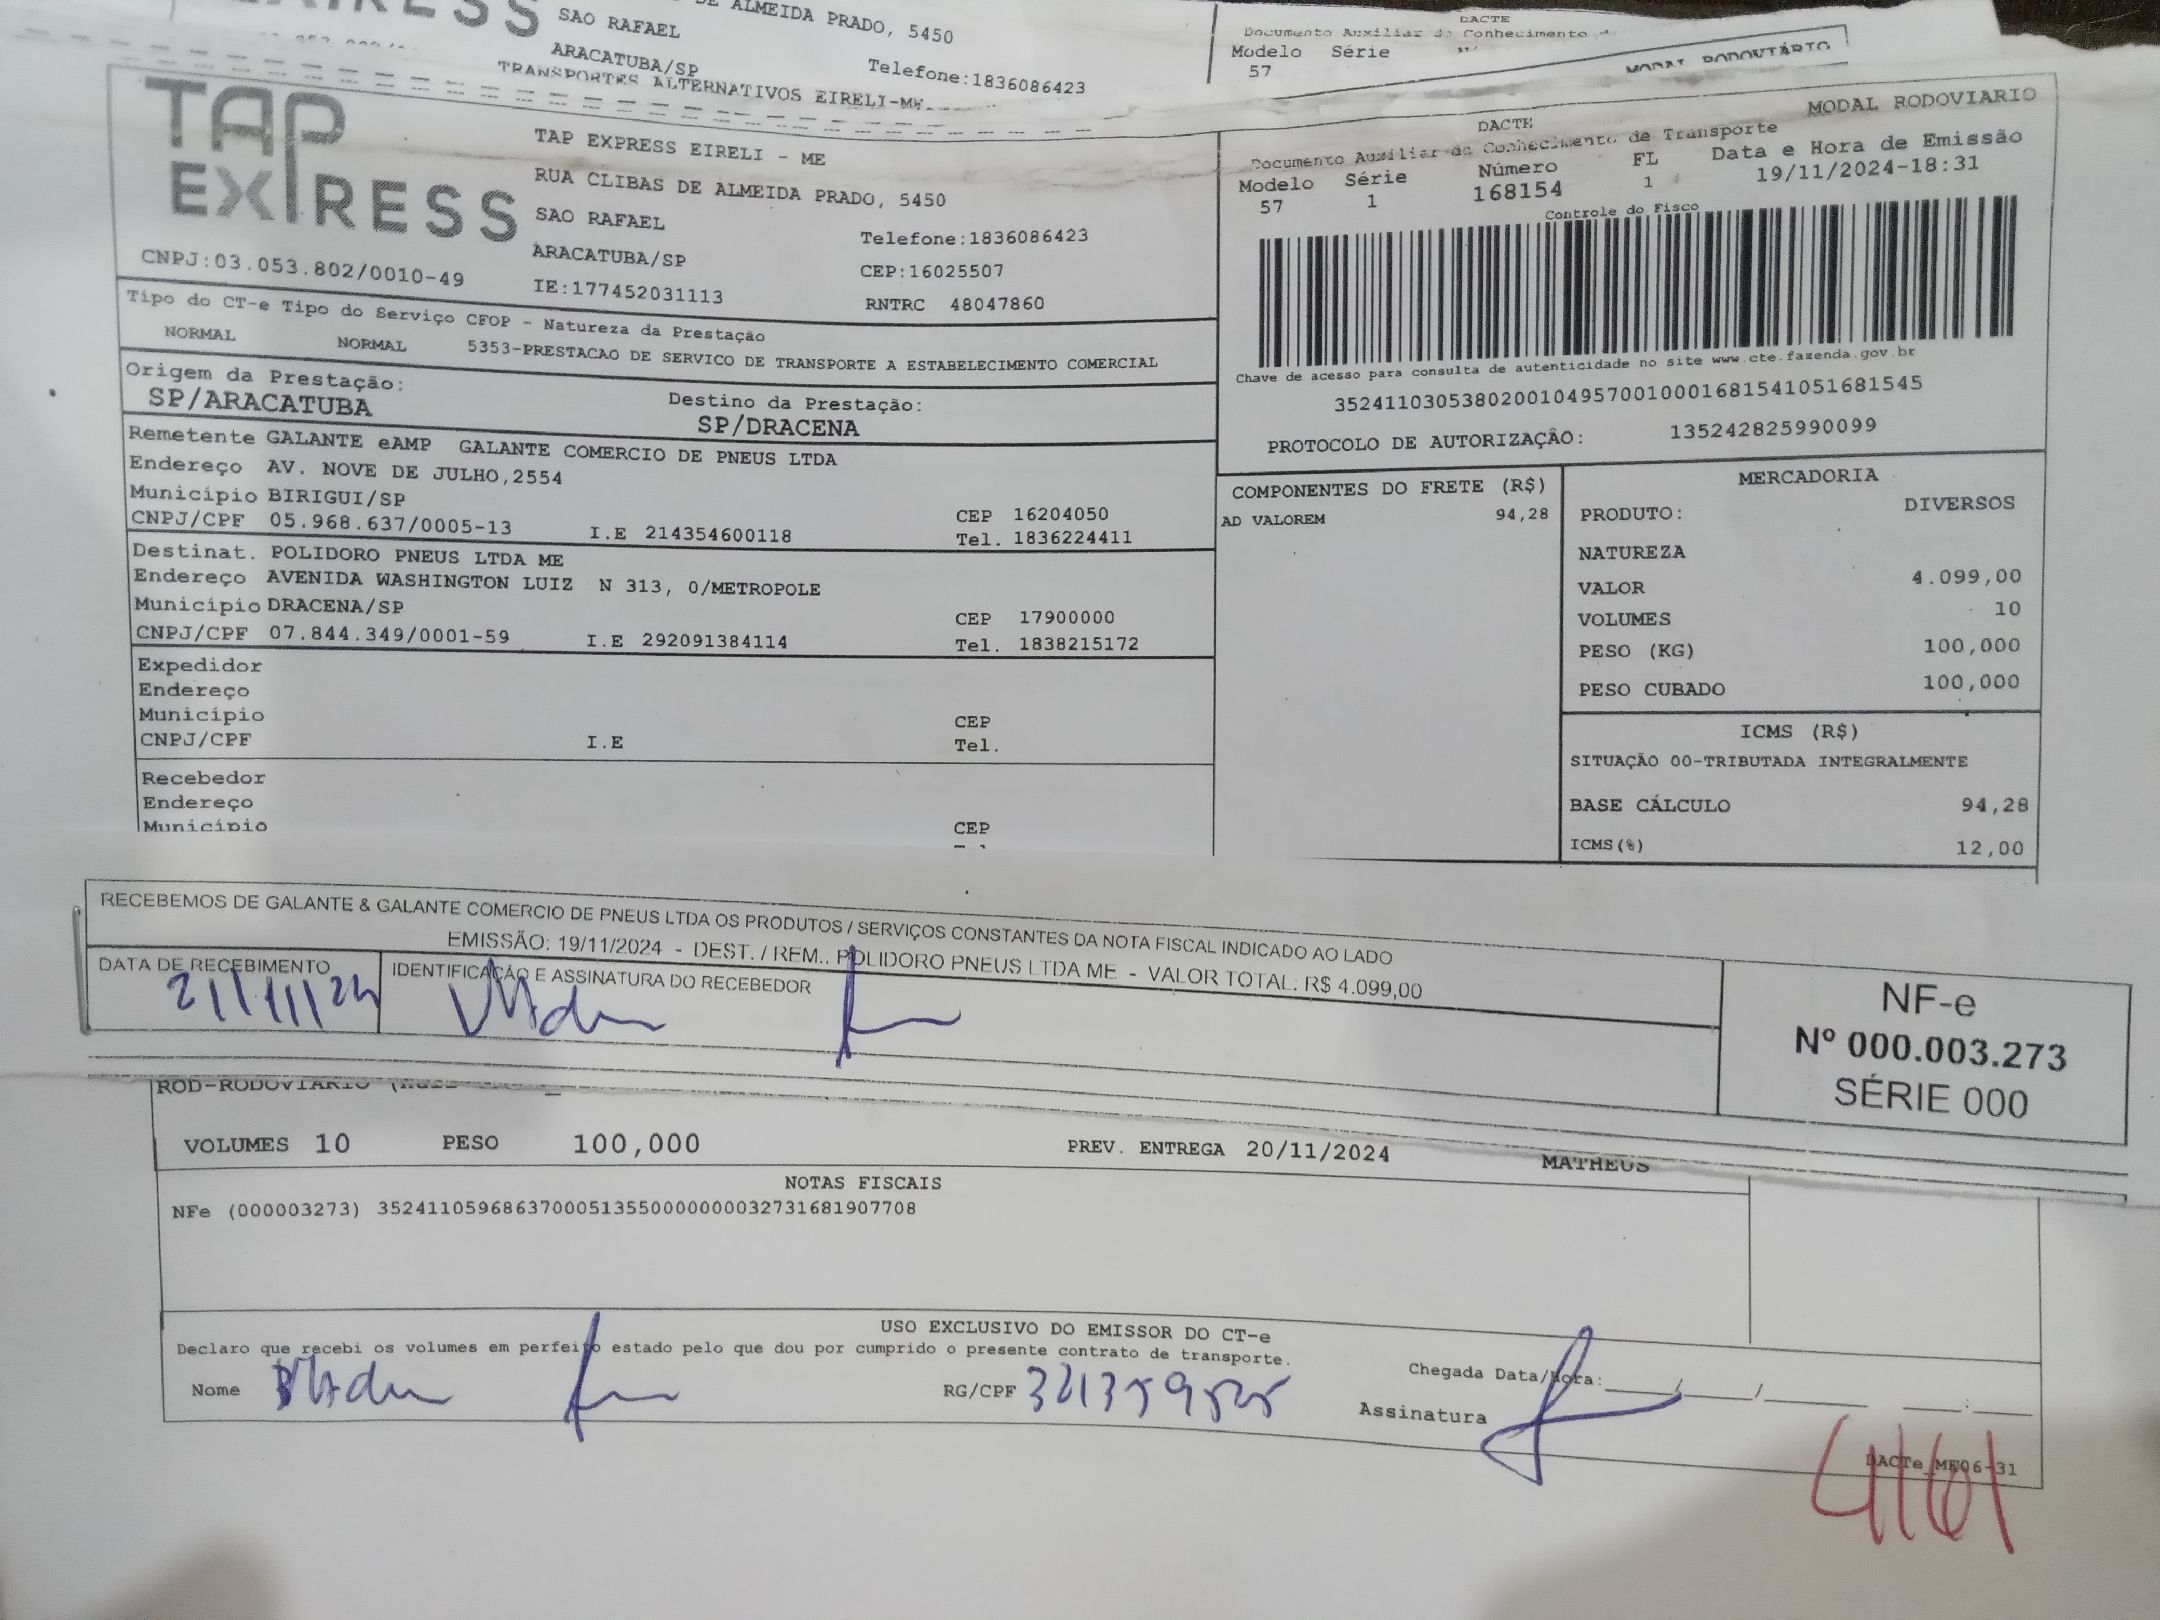 DE ALMEIDA PRADO, 5450
SAO RAFAEL
ARACATUBA/SP
Telefone:1836086423
TRANSPORTES ALTERNATIVOS EIRELI-ME
DACTE
Documento Auxiliar do Conhecimento
Modelo Série
57
MODAL RODOVIÁRIO
TAP
EXPRESS
CNPJ:03.053.802/0010-49
TAP EXPRESS EIRELI - ME
RUA CLIBAS DE ALMEIDA PRADO, 5450
SAO RAFAEL
Telefone:1836086423
ARACATUBA/SP
CEP:16025507
IE:177452031113
RNTRC 48047860
MODAL RODOVIARIO
DACTE
Documento Auxiliar do Conhecimento de Transporte
Modelo Série Número FL Data e Hora de Emissão
57 1 168154 1 19/11/2024-18:31
Controle do Fisco
Chave de acesso para consulta de autenticidade no site www.cte.fazenda.gov.br
35241103053802001049570010001681541051681545
PROTOCOLO DE AUTORIZAÇÃO: 135242825990099
Tipo do CT-e Tipo do Serviço CFOP - Natureza da Prestação
NORMAL NORMAL 5353-PRESTACAO DE SERVICO DE TRANSPORTE A ESTABELECIMENTO COMERCIAL
Origem da Prestação: Destino da Prestação:
SP/ARACATUBA SP/DRACENA
Remetente GALANTE eAMP GALANTE COMERCIO DE PNEUS LTDA
Endereço AV. NOVE DE JULHO,2554
Município BIRIGUI/SP CEP 16204050
CNPJ/CPF 05.968.637/0005-13 I.E 214354600118 Tel. 1836224411
Destinat. POLIDORO PNEUS LTDA ME
Endereço AVENIDA WASHINGTON LUIZ N 313, 0/METROPOLE
Município DRACENA/SP CEP 17900000
CNPJ/CPF 07.844.349/0001-59 I.E 292091384114 Tel. 1838215172
Expedidor
Endereço
Município CEP
CNPJ/CPF I.E Tel.
Recebedor
Endereço
Município CEP
COMPONENTES DO FRETE (R$)
AD VALOREM 94,28
MERCADORIA
PRODUTO: DIVERSOS
NATUREZA
VALOR 4.099,00
VOLUMES 10
PESO (KG) 100,000
PESO CUBADO 100,000
ICMS (R$)
SITUAÇÃO 00-TRIBUTADA INTEGRALMENTE
BASE CÁLCULO 94,28
ICMS(%) 12,00
RECEBEMOS DE GALANTE & GALANTE COMERCIO DE PNEUS LTDA OS PRODUTOS / SERVIÇOS CONSTANTES DA NOTA FISCAL INDICADO AO LADO
EMISSÃO: 19/11/2024 - DEST. / REM.. POLIDORO PNEUS LTDA ME - VALOR TOTAL: R$ 4.099,00
DATA DE RECEBIMENTO IDENTIFICAÇÃO E ASSINATURA DO RECEBEDOR
21/11/24
NF-e
Nº 000.003.273
SÉRIE 000
ROD-RODOVIARIO
VOLUMES 10 PESO 100,000 PREV. ENTREGA 20/11/2024 MATHEUS
NOTAS FISCAIS
NFe (000003273) 35241105968637000513550000000032731681907708
USO EXCLUSIVO DO EMISSOR DO CT-e
Declaro que recebi os volumes em perfeito estado pelo que dou por cumprido o presente contrato de transporte.
Chegada Data/Hora:
Nome RG/CPF
Assinatura
DACTe_ME06-31